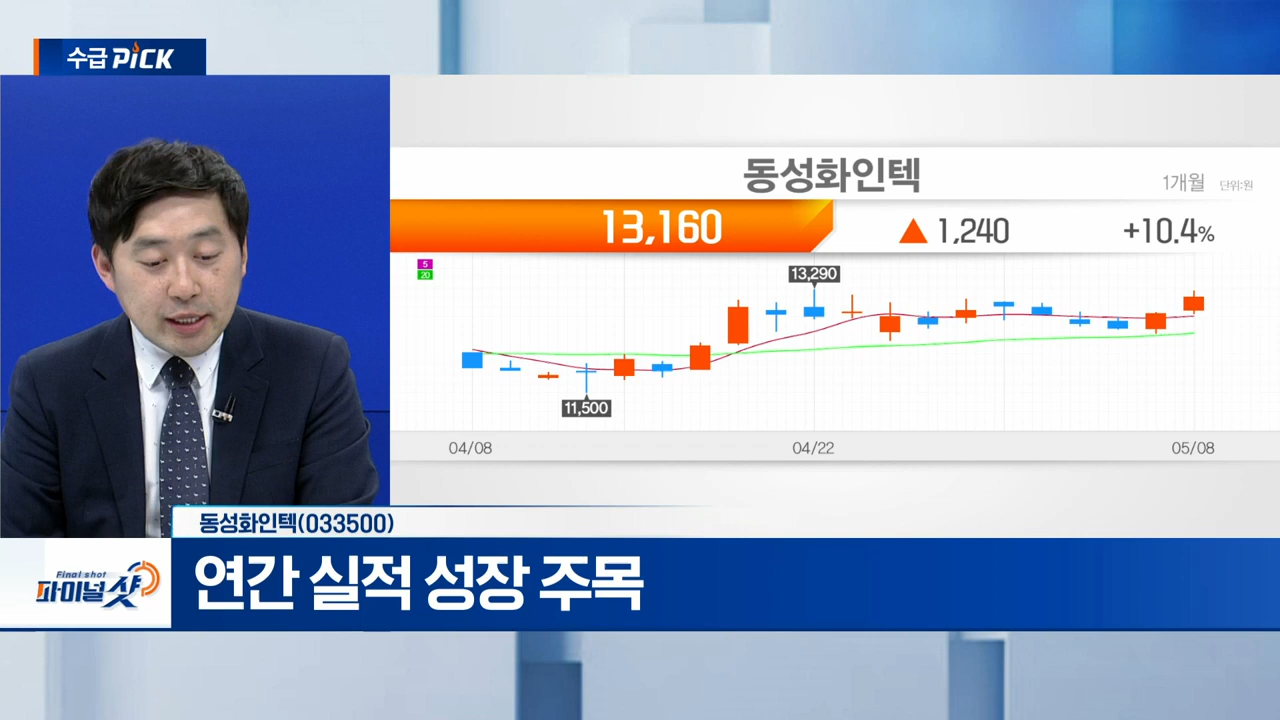 수급 PICK
동성화인텍
1개월 단위:원
13,160 ▲ 1,240 +10.4%
5
20
13,290
11,500
04/08 04/22 05/08
동성화인텍(033500)
Final shot
파이널샷
연간 실적 성장 주목